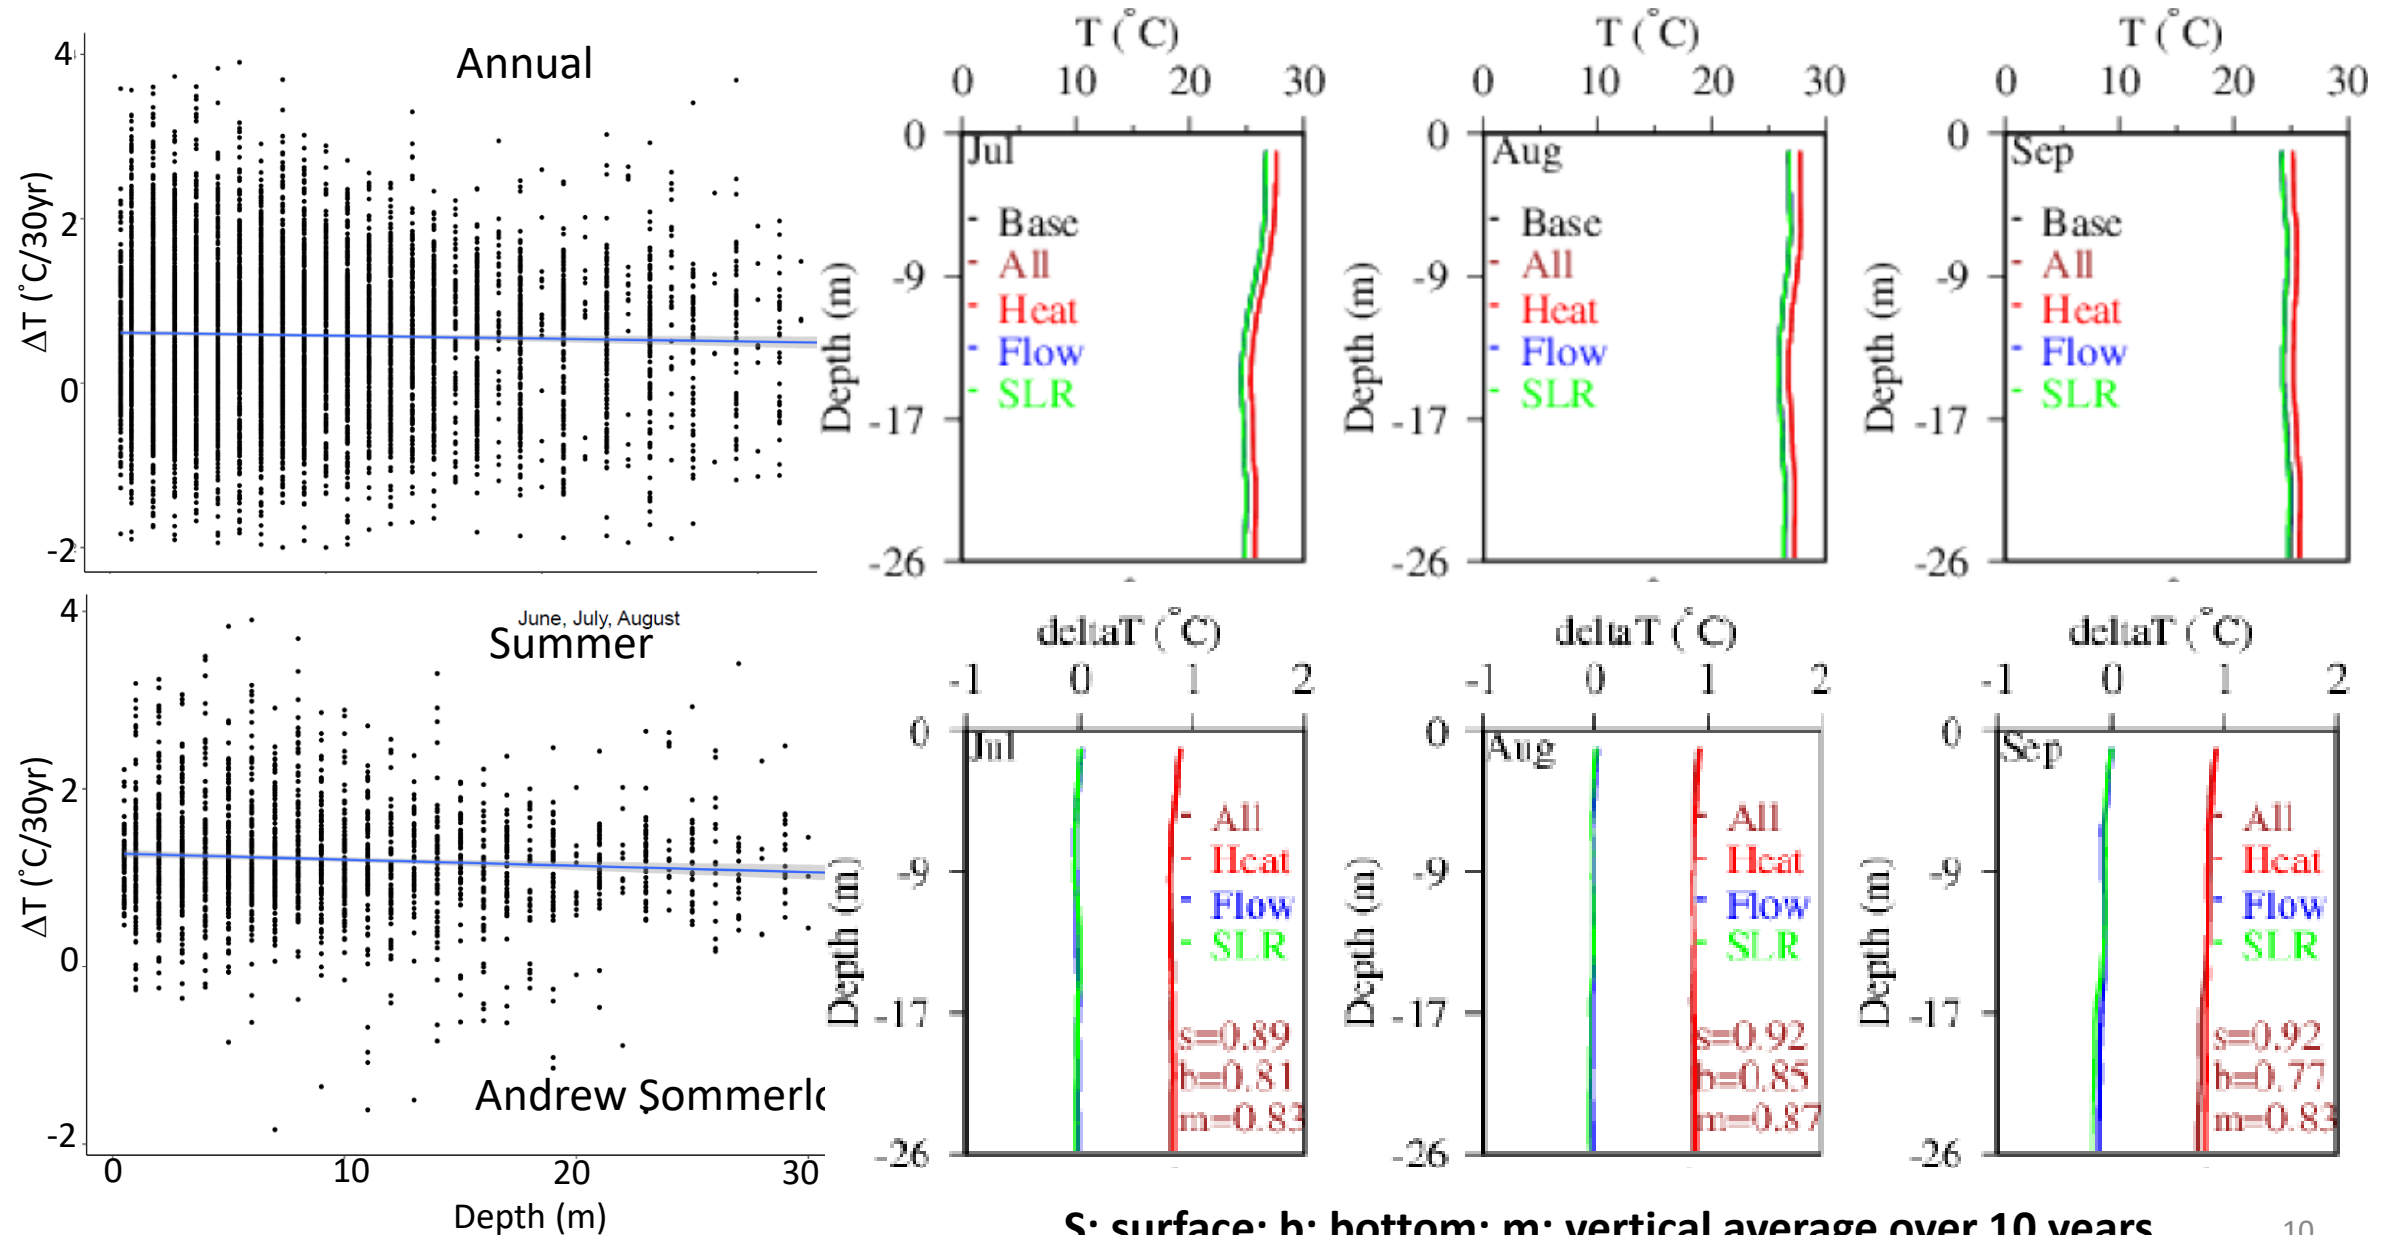 Annual
4
2
0
-2
ΔT (˚C/30yr)
June, July, August
Summer
4
2
0
-2
ΔT (˚C/30yr)
Andrew Sommerlo
0 10 20 30
Depth (m)
T (°C)
0 10 20 30
0
-9
-17
-26
Depth (m)
Jul
Base
All
Heat
Flow
SLR
T (°C)
0 10 20 30
0
-9
-17
-26
Depth (m)
Aug
Base
All
Heat
Flow
SLR
T (°C)
0 10 20 30
0
-9
-17
-26
Depth (m)
Sep
Base
All
Heat
Flow
SLR
deltaT (°C)
-1 0 1 2
0
-9
-17
-26
Depth (m)
Jul
All
Heat
Flow
SLR
s=0.89
b=0.81
m=0.83
deltaT (°C)
-1 0 1 2
0
-9
-17
-26
Depth (m)
Aug
All
Heat
Flow
SLR
s=0.92
b=0.85
m=0.87
deltaT (°C)
-1 0 1 2
0
-9
-17
-26
Depth (m)
Sep
All
Heat
Flow
SLR
s=0.92
b=0.77
m=0.83
S: surface; b: bottom; m: vertical average over 10 years
10